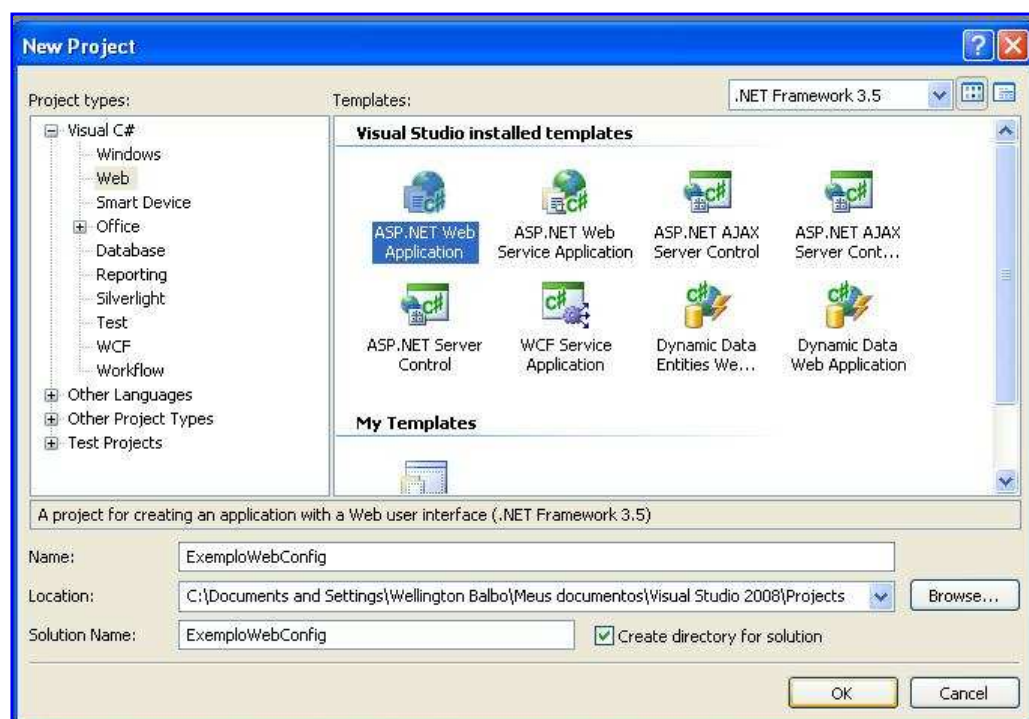 New Project
Project types:
Templates:
.NET Framework 3.5
Visual C#
Windows
Web
Smart Device
Office
Database
Reporting
Silverlight
Test
WCF
Workflow
Other Languages
Other Project Types
Test Projects
Visual Studio installed templates
ASP.NET Web
Application
ASP.NET Web
Service Application
ASP.NET AJAX
Server Control
ASP.NET AJAX
Server Cont...
ASP.NET Server
Control
WCF Service
Application
Dynamic Data
Entities We...
Dynamic Data
Web Application
My Templates
A project for creating an application with a Web user interface (.NET Framework 3.5)
Name:
ExemploWebConfig
Location:
C:\Documents and Settings\Wellington Balbo\Meus documentos\Visual Studio 2008\Projects
Browse...
Solution Name:
ExemploWebConfig
Create directory for solution
OK
Cancel